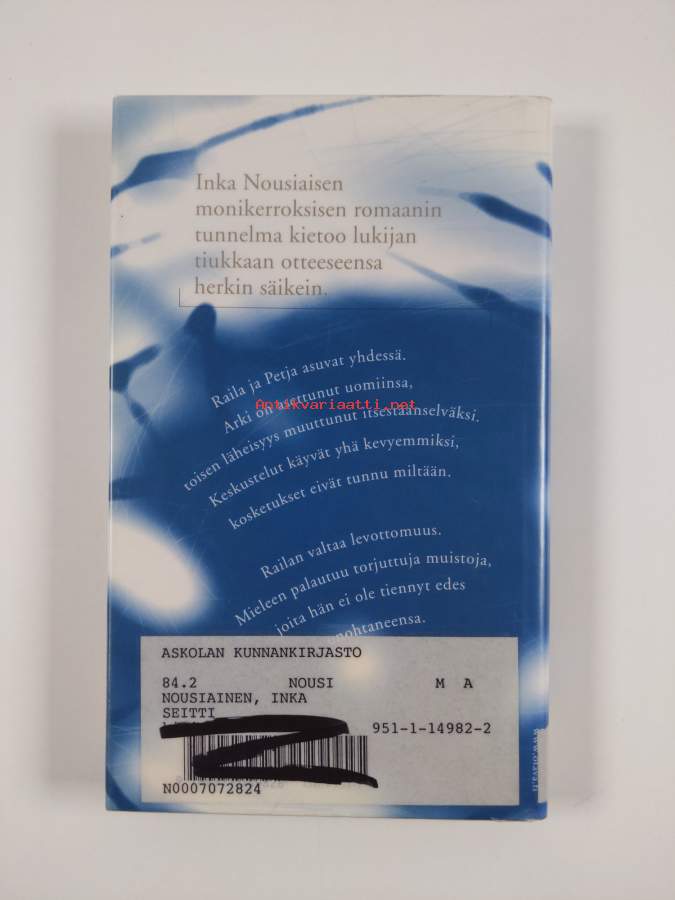 Inka Nousiaisen
monikerroksisen romaanin
tunnelma kietoo lukijan
tiukkaan otteeseensa
herkin säikein.
Raila ja Petja asuvat yhdessä.
Arki on asettunut uomiinsa,
Antikvariaatti.net
toisen läheisyys muuttunut itsestäänselväksi.
Keskustelut käyvät yhä kevyemmiksi,
kosketukset eivät tunnu miltään.
Railan valtaa levottomuus.
Mieleen palautuu torjuttuja muistoja,
joita hän ei ole tiennyt edes
ASKOLAN KUNNANKIRJASTO
84.2 NOUSI M A
NOUSIAINEN, INKA
SEITTI
951-1-14982-2
N0007072824